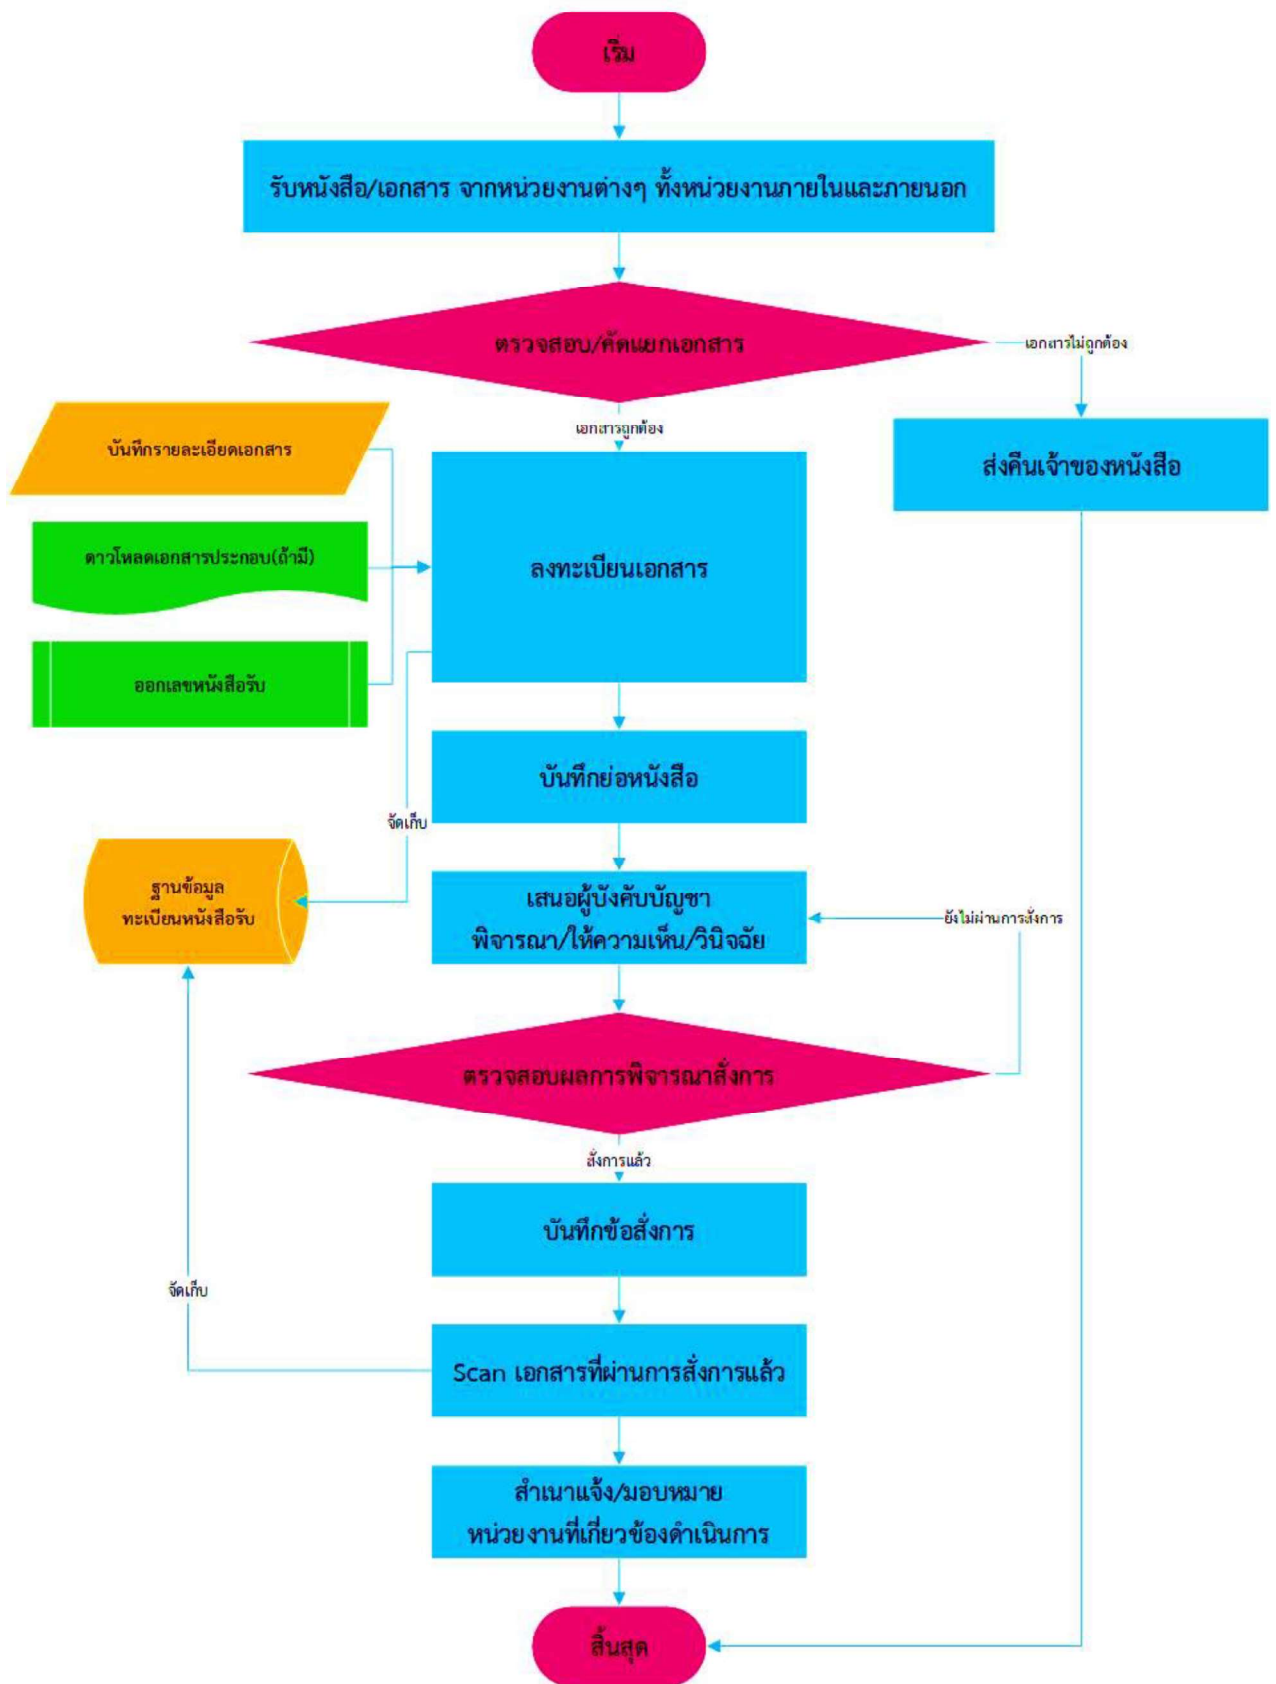 เริ่ม
รับหนังสือ/เอกสาร จากหน่วยงานต่างๆ ทั้งหน่วยงานภายในและภายนอก
ตรวจสอบ/คัดแยกเอกสาร
เอกสารไม่ถูกต้อง
เอกสารถูกต้อง
บันทึกรายละเอียดเอกสาร
ส่งคืนเจ้าของหนังสือ
ดาวโหลดเอกสารประกอบ(ถ้ามี)
ลงทะเบียนเอกสาร
ออกเลขหนังสือรับ
บันทึกย่อหนังสือ
จัดเก็บ
ฐานข้อมูล
ทะเบียนหนังสือรับ
เสนอผู้บังคับบัญชา
พิจารณา/ให้ความเห็น/วินิจฉัย
ยังไม่ผ่านการสั่งการ
ตรวจสอบผลการพิจารณาสั่งการ
สั่งการแล้ว
บันทึกข้อสั่งการ
จัดเก็บ
Scan เอกสารที่ผ่านการสั่งการแล้ว
สำเนาแจ้ง/มอบหมาย
หน่วยงานที่เกี่ยวข้องดำเนินการ
สิ้นสุด